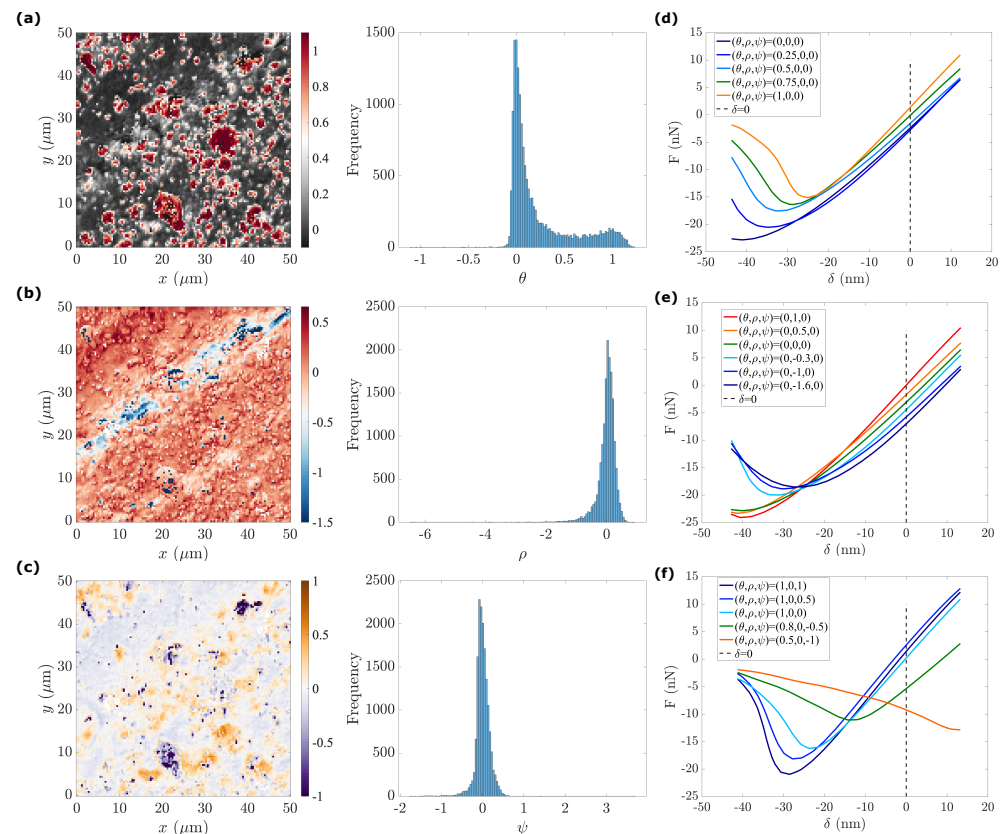 (a)
50
40
30
20
10
0
y (μm)
0 10 20 30 40 50
x (μm)
1
0.8
0.6
0.4
0.2
0
1500
1000
500
0
Frequency
-1 -0.5 0 0.5 1
θ
(d)
20
15
10
5
0
-5
-10
-15
-20
-25
F (nN)
(θ,ρ,ψ)=(0,0,0)
(θ,ρ,ψ)=(0.25,0,0)
(θ,ρ,ψ)=(0.5,0,0)
(θ,ρ,ψ)=(0.75,0,0)
(θ,ρ,ψ)=(1,0,0)
δ=0
-50 -40 -30 -20 -10 0 10 20
δ (nm)
(b)
50
40
30
20
10
0
y (μm)
0 10 20 30 40 50
x (μm)
0.5
0
-0.5
-1
-1.5
2500
2000
1500
1000
500
0
Frequency
-6 -4 -2 0
ρ
(e)
20
15
10
5
0
-5
-10
-15
-20
-25
F (nN)
(θ,ρ,ψ)=(0,1,0)
(θ,ρ,ψ)=(0,0.5,0)
(θ,ρ,ψ)=(0,0,0)
(θ,ρ,ψ)=(0,-0.3,0)
(θ,ρ,ψ)=(0,-1,0)
(θ,ρ,ψ)=(0,-1.6,0)
δ=0
-50 -40 -30 -20 -10 0 10 20
δ (nm)
(c)
50
40
30
20
10
0
y (μm)
0 10 20 30 40 50
x (μm)
1
0.5
0
-0.5
-1
2500
2000
1500
1000
500
0
Frequency
-2 -1 0 1 2 3
ψ
(f)
15
10
5
0
-5
-10
-15
-20
-25
F (nN)
(θ,ρ,ψ)=(1,0,1)
(θ,ρ,ψ)=(1,0,0.5)
(θ,ρ,ψ)=(1,0,0)
(θ,ρ,ψ)=(0.8,0,-0.5)
(θ,ρ,ψ)=(0.5,0,-1)
δ=0
-50 -40 -30 -20 -10 0 10 20
δ (nm)